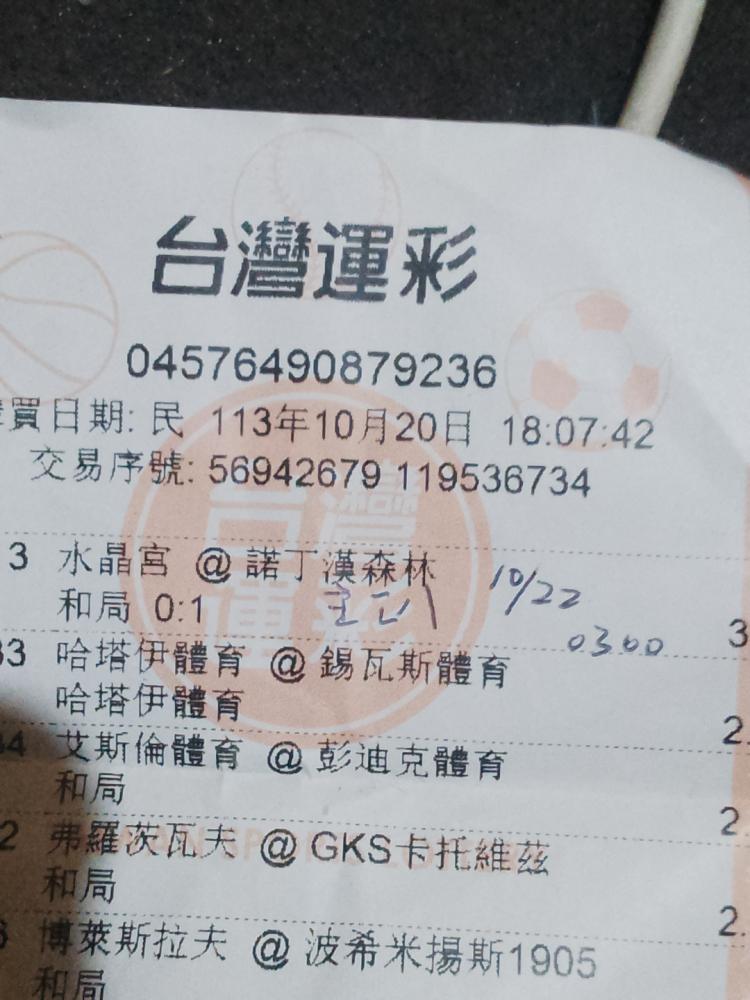 台灣運彩
04576490879236
買日期: 民 113年10月20日 18:07:42
交易序號: 56942679 119536734
3 水晶宮 @ 諾丁漢森林 10/22
和局 0:1 0300 3
33 哈塔伊體育 @ 錫瓦斯體育
哈塔伊體育 2.
34 艾斯倫體育 @ 彭迪克體育
和局 2.
2 弗羅茨瓦夫 @ GKS卡托維茲
和局 2.
博萊斯拉夫 @ 波希米揚斯1905
和局